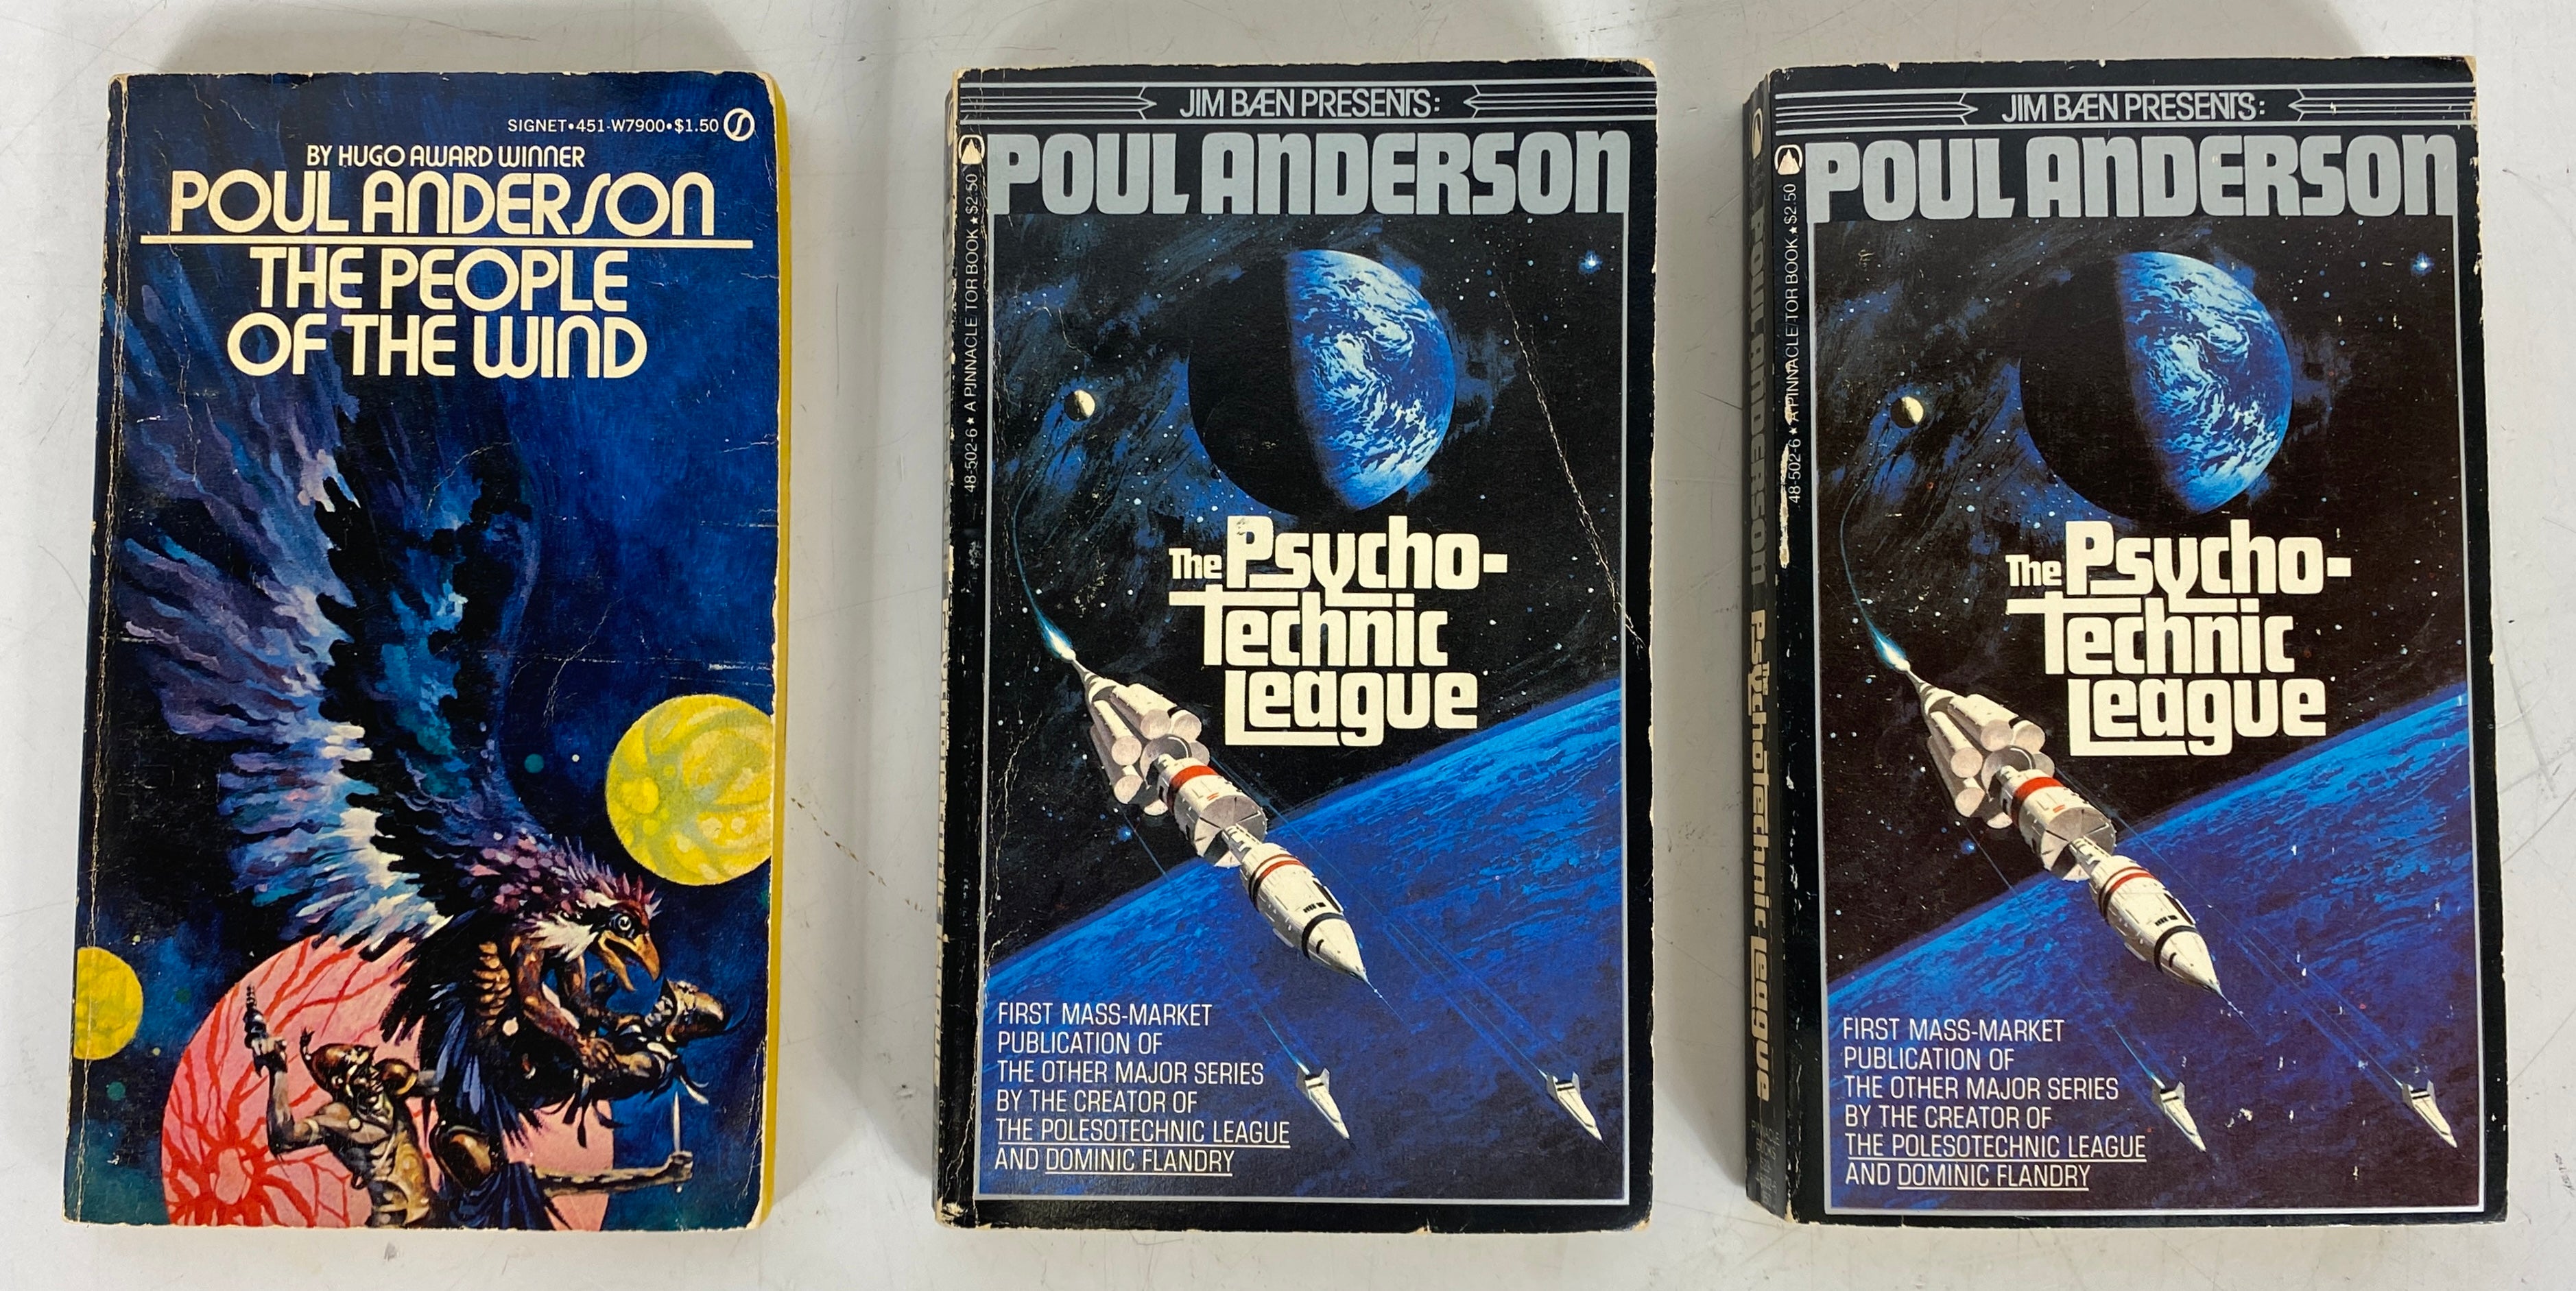 SIGNET•451-W7900•$1.50
BY HUGO AWARD WINNER
POUL ANDERSON
THE PEOPLE
OF THE WIND
JIM BAEN PRESENTS:
POUL ANDERSON
48-502-6 ★ A PINNACLE TOR BOOK ★ $2.50
The Psycho-
Technic
League
FIRST MASS-MARKET
PUBLICATION OF
THE OTHER MAJOR SERIES
BY THE CREATOR OF
THE POLESOTECHNIC LEAGUE
AND DOMINIC FLANDRY
POUL ANDERSON The Psychotechnic League
JIM BAEN PRESENTS:
POUL ANDERSON
48-502-6 ★ A PINNACLE TOR BOOK ★ $2.50
The Psycho-
Technic
League
FIRST MASS-MARKET
PUBLICATION OF
THE OTHER MAJOR SERIES
BY THE CREATOR OF
THE POLESOTECHNIC LEAGUE
AND DOMINIC FLANDRY